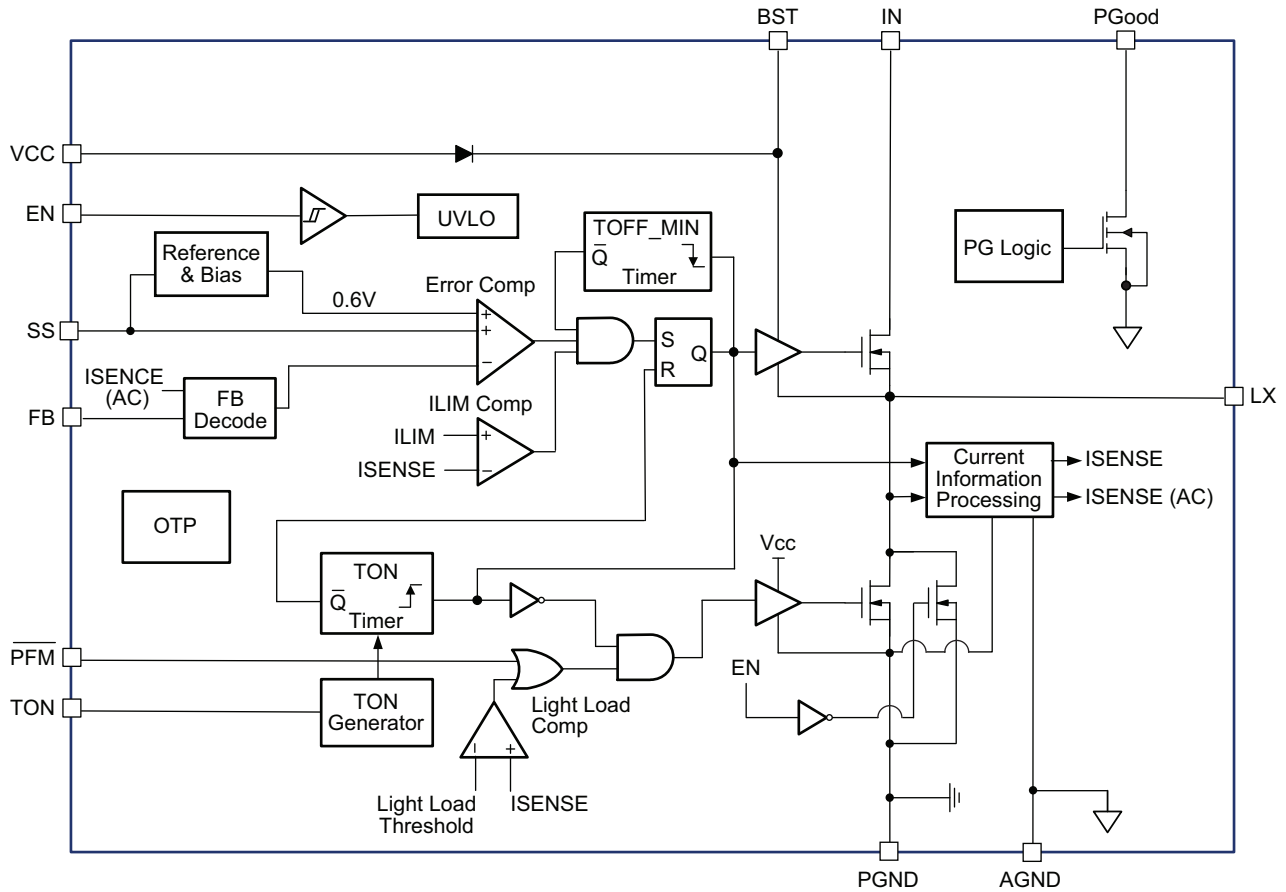 BST
IN
PGood
VCC
EN
UVLO
TOFF_MIN
Q̅
Timer
PG Logic
Reference
& Bias
Error Comp
0.6V
+
+
−
SS
S
R
Q
ISENCE
(AC)
FB
FB
Decode
ILIM Comp
ILIM
+
ISENSE
−
LX
Current
Information
Processing
ISENSE
ISENSE (AC)
OTP
Vcc
TON
Q̅
Timer
P̅F̅M̅
EN
TON
TON
Generator
Light Load
Comp
−
+
Light Load
Threshold
ISENSE
PGND
AGND